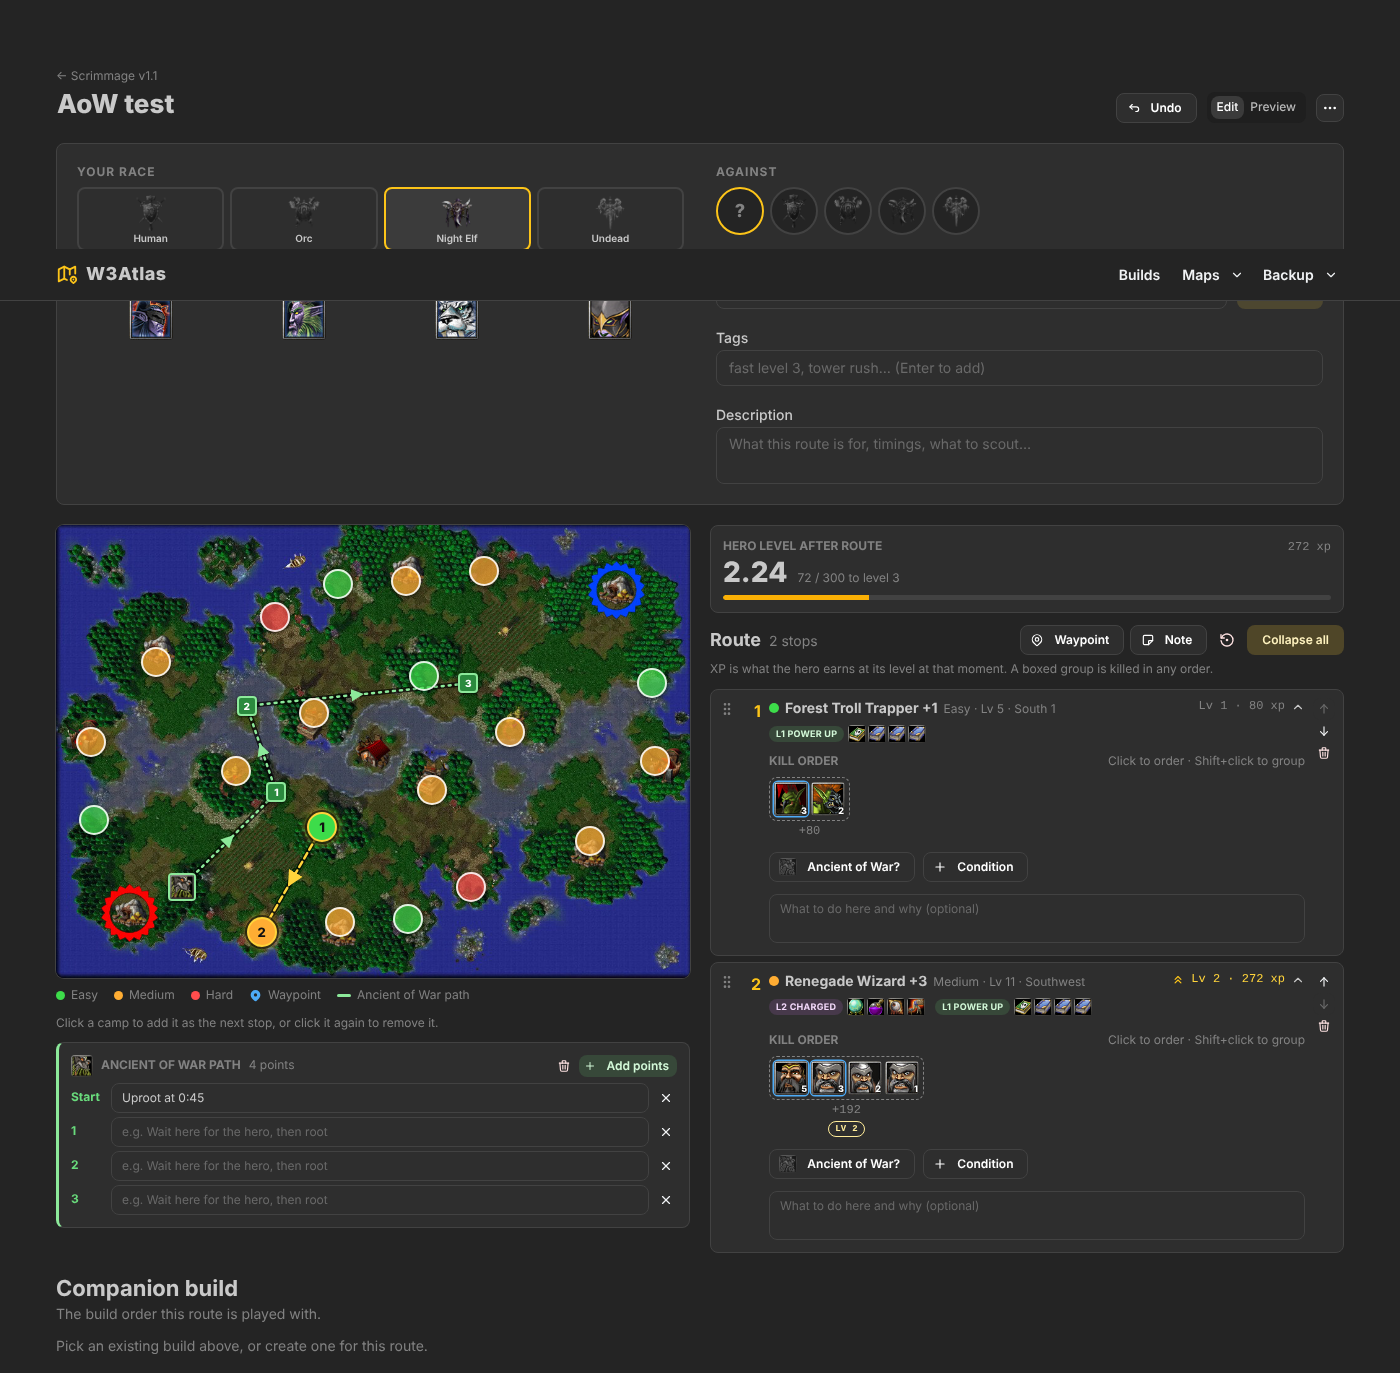 ← Scrimmage v1.1
AoW test
Undo
Edit Preview
YOUR RACE
Human
Orc
Night Elf
Undead
AGAINST
?
W3Atlas
Builds
Maps
Backup
Tags
fast level 3, tower rush... (Enter to add)
Description
What this route is for, timings, what to scout...
3
2
1
1
2
Easy
Medium
Hard
Waypoint
Ancient of War path
Click a camp to add it as the next stop, or click it again to remove it.
ANCIENT OF WAR PATH 4 points
+ Add points
Start Uproot at 0:45
1 e.g. Wait here for the hero, then root
2 e.g. Wait here for the hero, then root
3 e.g. Wait here for the hero, then root
HERO LEVEL AFTER ROUTE 272 xp
2.24 72 / 300 to level 3
Route 2 stops
Waypoint
Note
Collapse all
XP is what the hero earns at its level at that moment. A boxed group is killed in any order.
1 Forest Troll Trapper +1 Easy · Lv 5 · South 1 Lv 1 · 80 xp
L1 POWER UP
KILL ORDER Click to order · Shift+click to group
3 2
+80
Ancient of War?
+ Condition
What to do here and why (optional)
2 Renegade Wizard +3 Medium · Lv 11 · Southwest Lv 2 · 272 xp
L2 CHARGED L1 POWER UP
KILL ORDER Click to order · Shift+click to group
5 3 2 1
+192
LV 2
Ancient of War?
+ Condition
What to do here and why (optional)
Companion build
The build order this route is played with.
Pick an existing build above, or create one for this route.